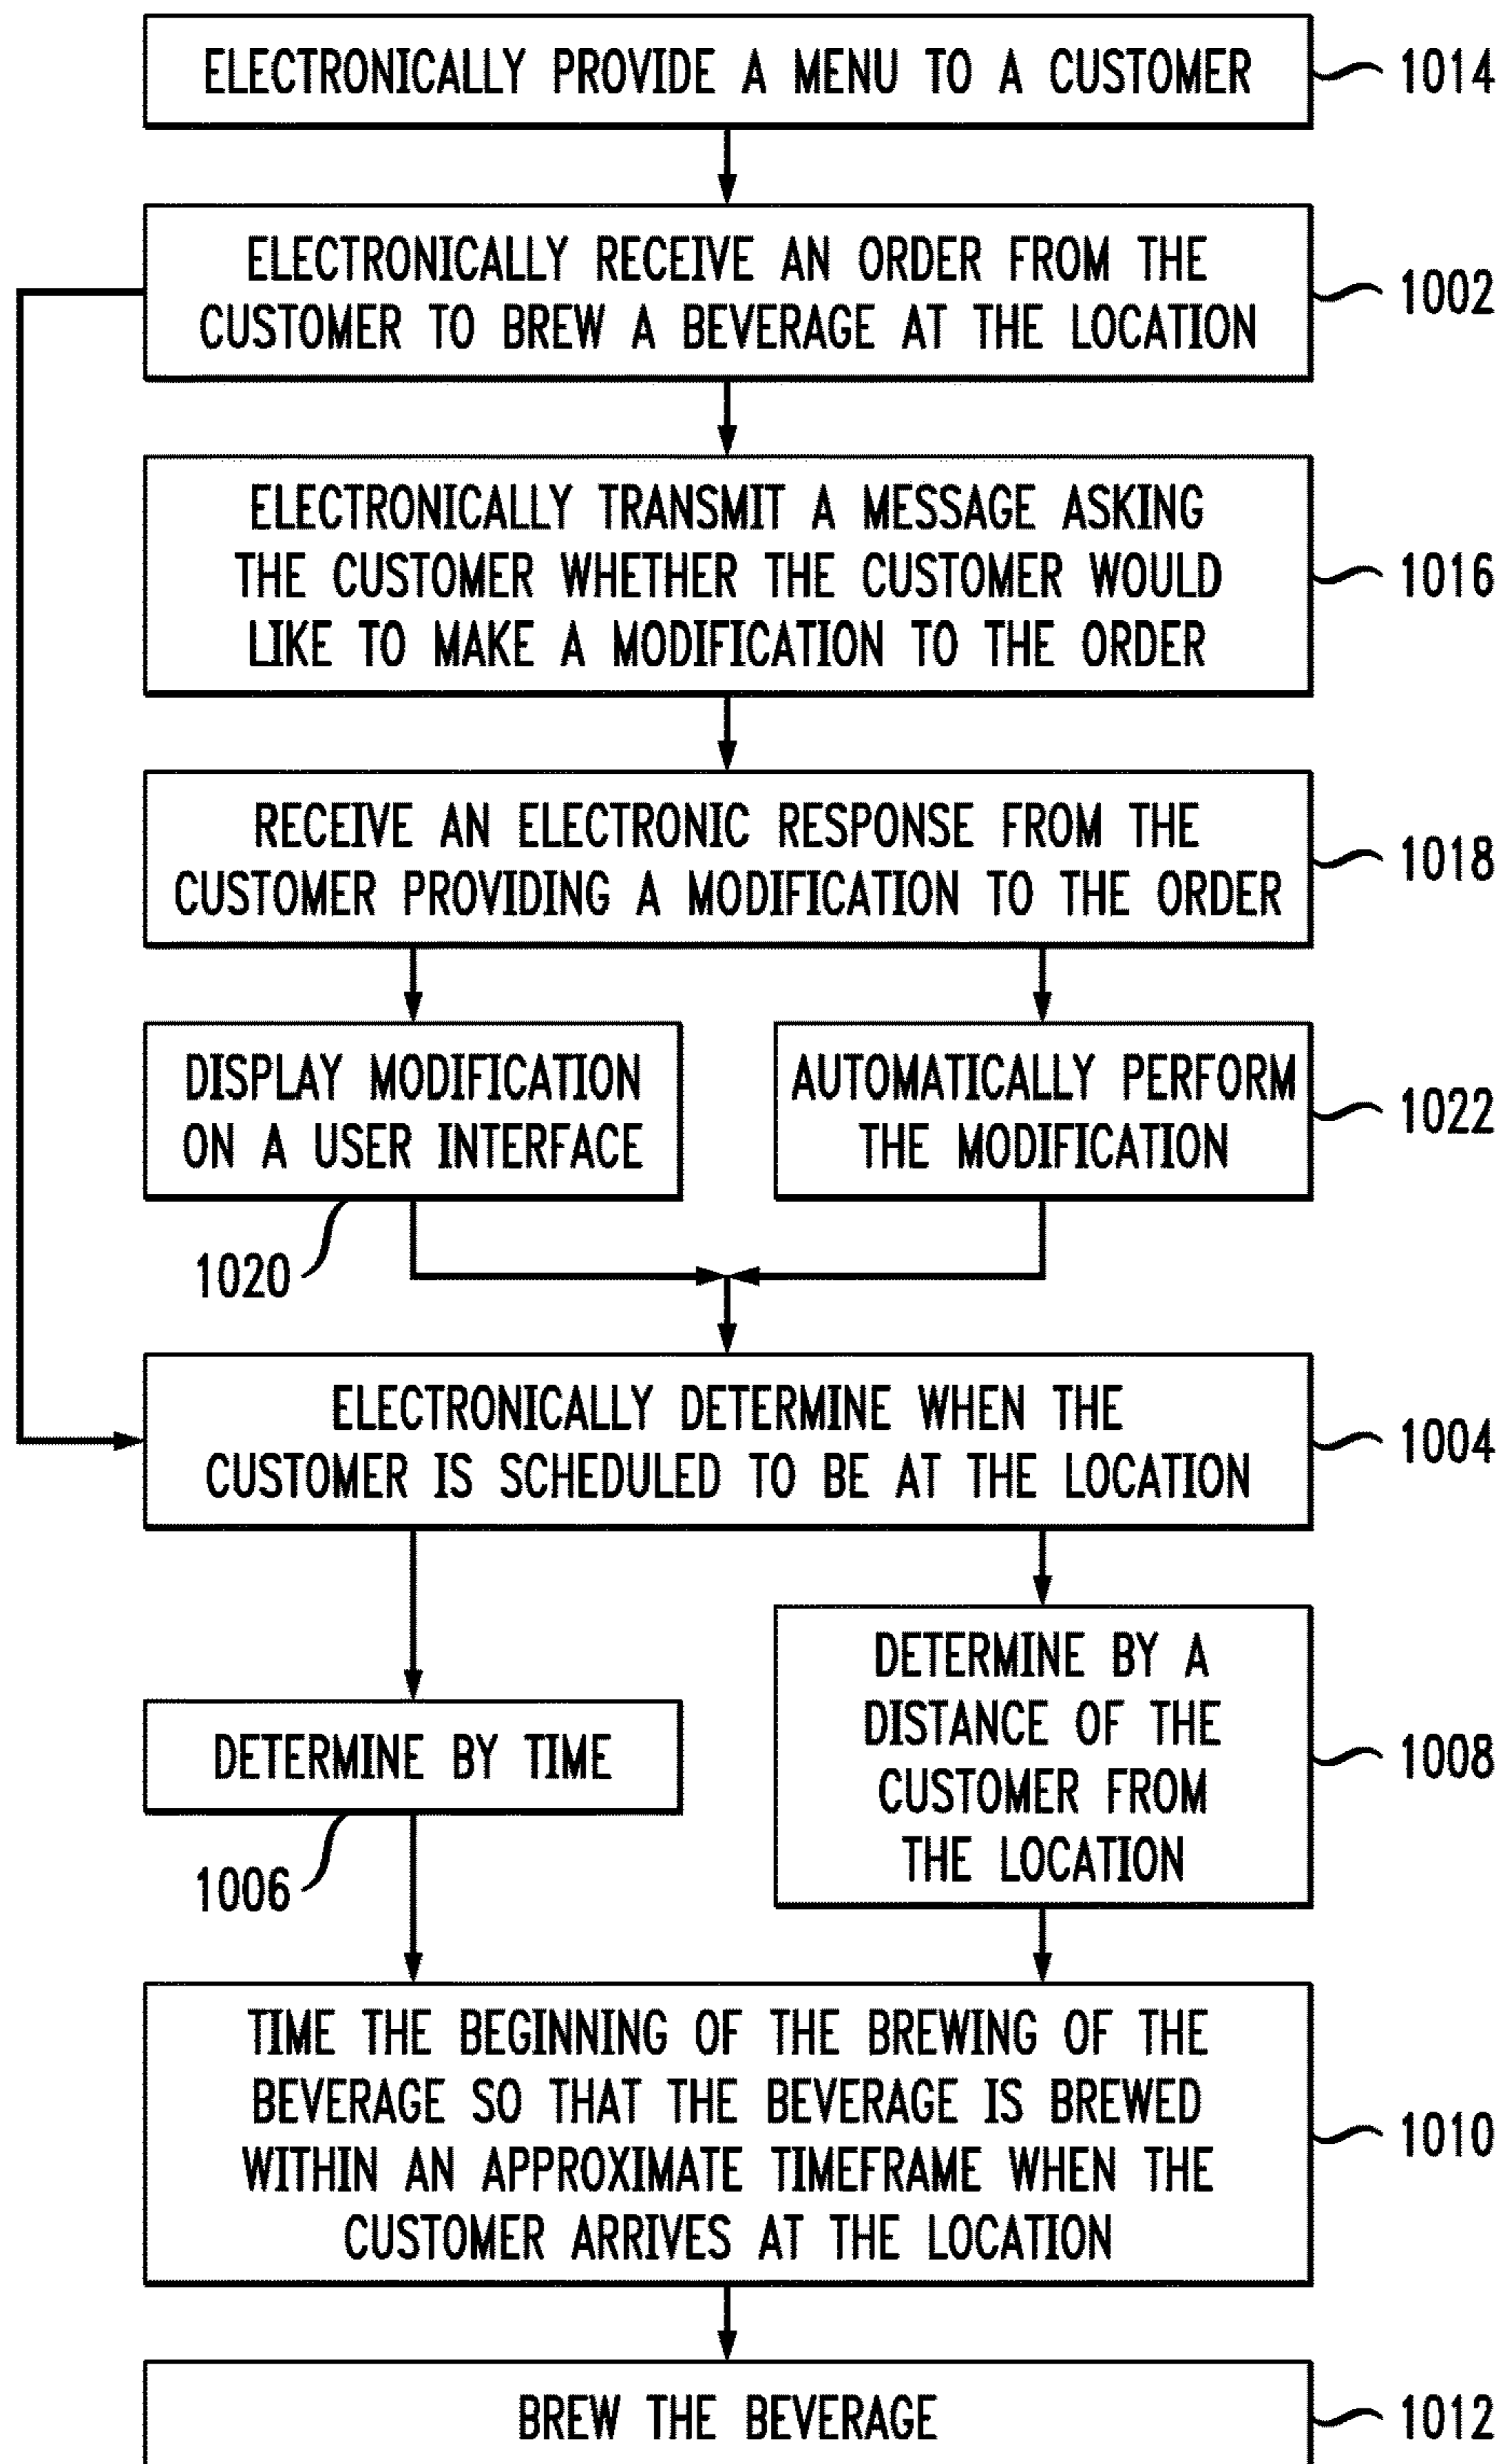 ELECTRONICALLY PROVIDE A MENU TO A CUSTOMER
1014
ELECTRONICALLY RECEIVE AN ORDER FROM THE
CUSTOMER TO BREW A BEVERAGE AT THE LOCATION
1002
ELECTRONICALLY TRANSMIT A MESSAGE ASKING
THE CUSTOMER WHETHER THE CUSTOMER WOULD
LIKE TO MAKE A MODIFICATION TO THE ORDER
1016
RECEIVE AN ELECTRONIC RESPONSE FROM THE
CUSTOMER PROVIDING A MODIFICATION TO THE ORDER
1018
DISPLAY MODIFICATION
ON A USER INTERFACE
1020
AUTOMATICALLY PERFORM
THE MODIFICATION
1022
ELECTRONICALLY DETERMINE WHEN THE
CUSTOMER IS SCHEDULED TO BE AT THE LOCATION
1004
DETERMINE BY TIME
1006
DETERMINE BY A
DISTANCE OF THE
CUSTOMER FROM
THE LOCATION
1008
TIME THE BEGINNING OF THE BREWING OF THE
BEVERAGE SO THAT THE BEVERAGE IS BREWED
WITHIN AN APPROXIMATE TIMEFRAME WHEN THE
CUSTOMER ARRIVES AT THE LOCATION
1010
BREW THE BEVERAGE
1012